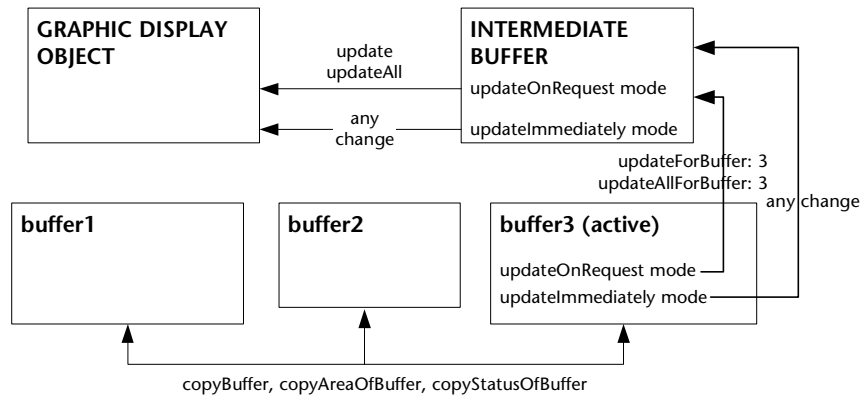 GRAPHIC DISPLAY
OBJECT
update
updateAll
any
change
INTERMEDIATE
BUFFER
updateOnRequest mode
updateImmediately mode
updateForBuffer: 3
updateAllForBuffer: 3
any change
buffer1
buffer2
buffer3 (active)
updateOnRequest mode
updateImmediately mode
copyBuffer, copyAreaOfBuffer, copyStatusOfBuffer